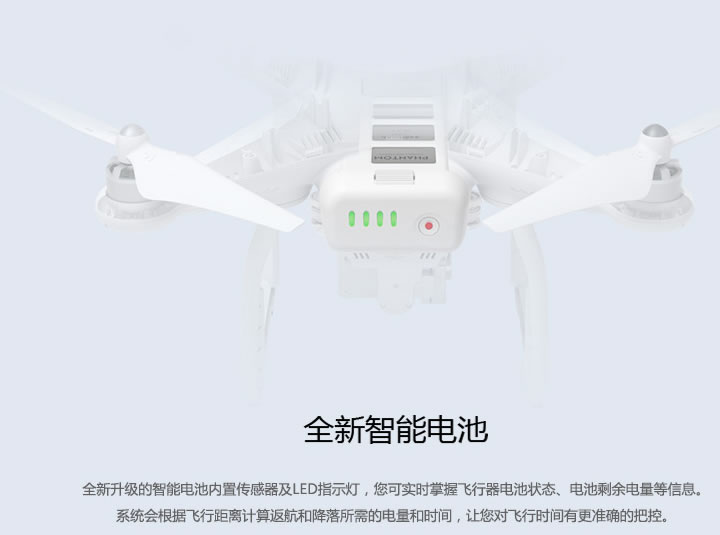 PHANTOM
全新智能电池
全新升级的智能电池内置传感器及LED指示灯，您可实时掌握飞行器电池状态、电池剩余电量等信息。
系统会根据飞行距离计算返航和降落所需的电量和时间，让您对飞行时间有更准确的把控。